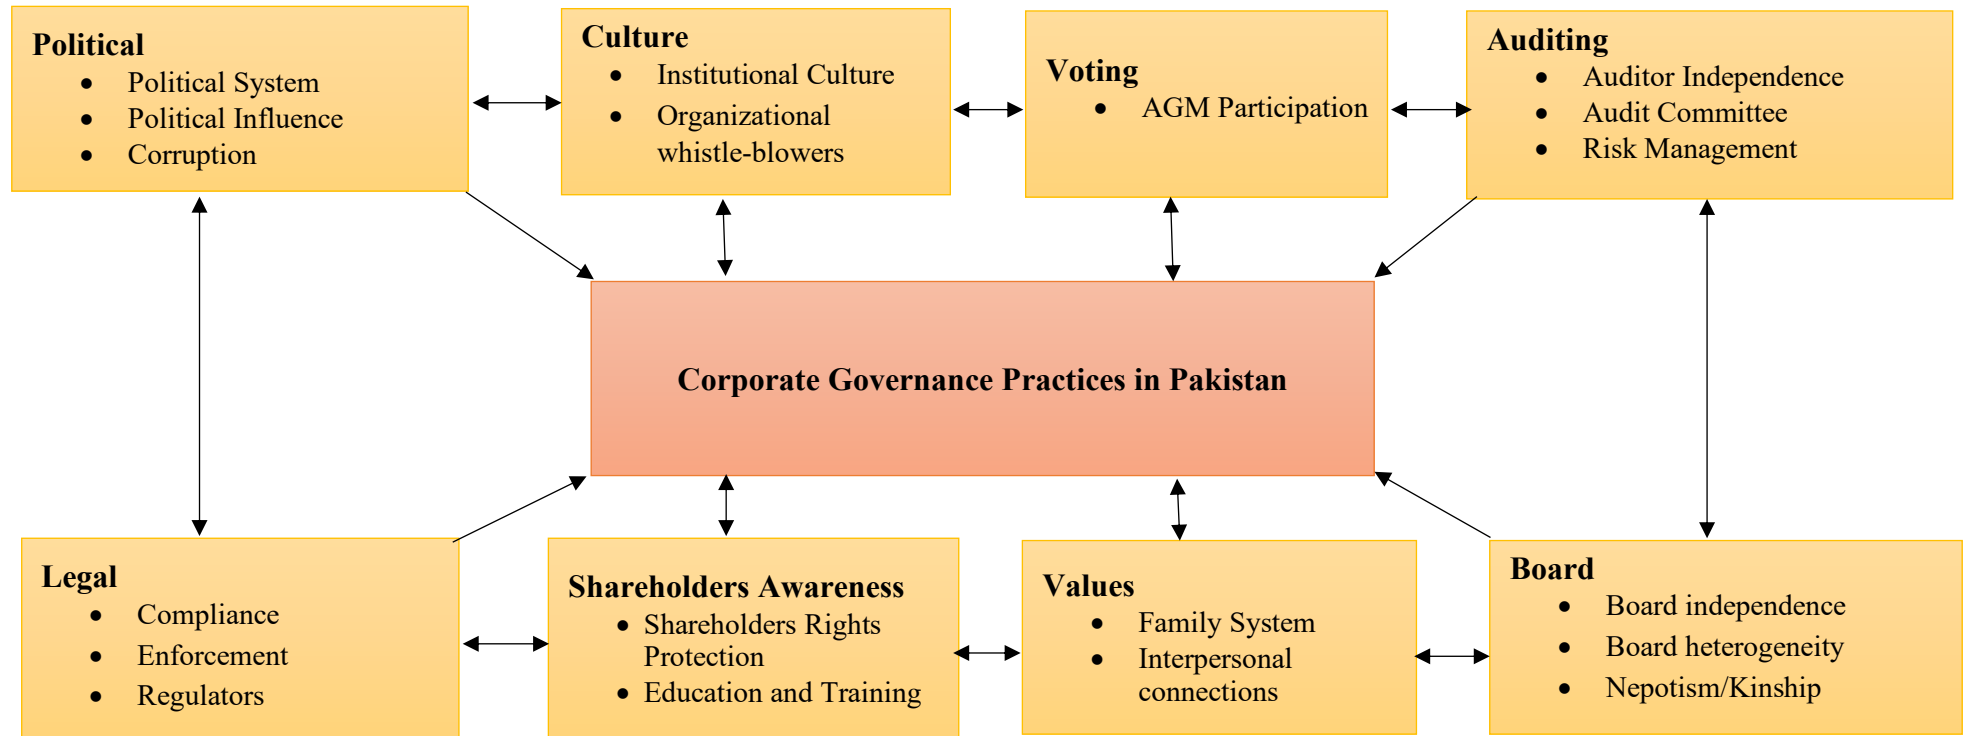 Political
• Political System
• Political Influence
• Corruption
Culture
• Institutional Culture
• Organizational
whistle-blowers
Voting
• AGM Participation
Auditing
• Auditor Independence
• Audit Committee
• Risk Management
Corporate Governance Practices in Pakistan
Legal
• Compliance
• Enforcement
• Regulators
Shareholders Awareness
• Shareholders Rights
Protection
• Education and Training
Values
• Family System
• Interpersonal
connections
Board
• Board independence
• Board heterogeneity
• Nepotism/Kinship